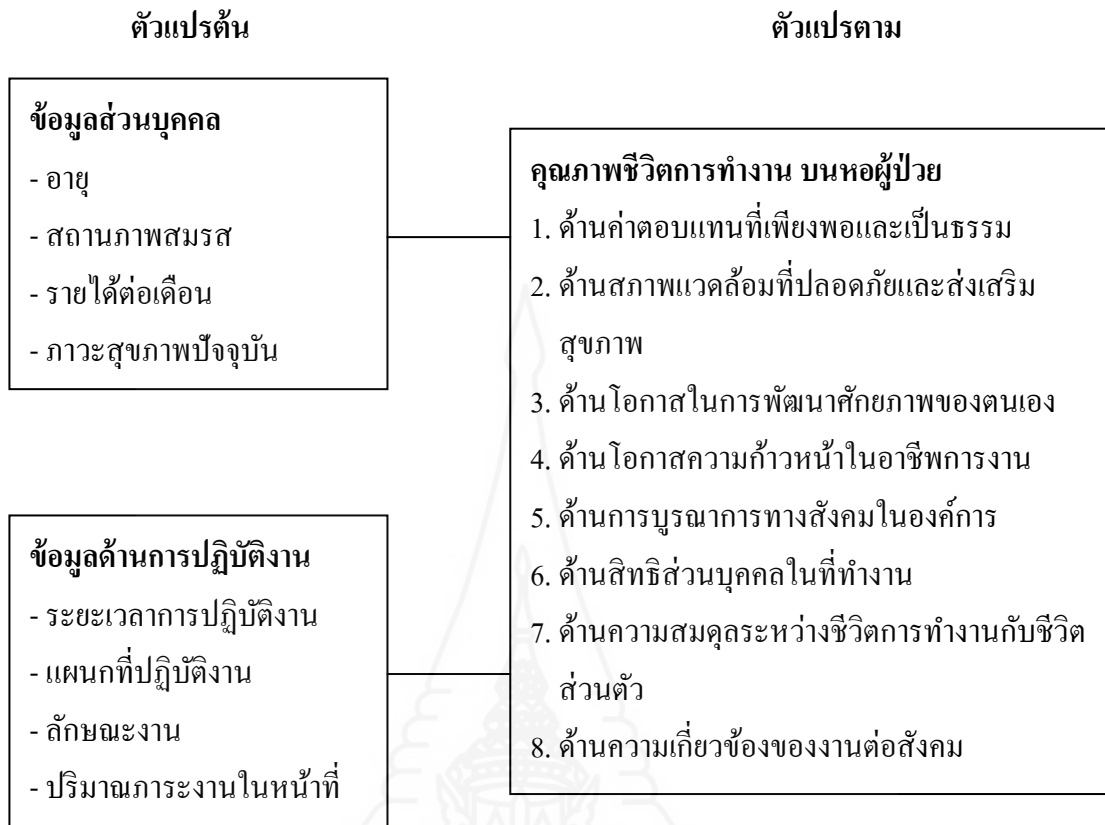 ตัวแปรต้น
ตัวแปรตาม
ข้อมูลส่วนบุคคล
- อายุ
- สถานภาพสมรส
- รายได้ต่อเดือน
- ภาวะสุขภาพปัจจุบัน
ข้อมูลด้านการปฏิบัติงาน
- ระยะเวลาการปฏิบัติงาน
- แผนกที่ปฏิบัติงาน
- ลักษณะงาน
- ปริมาณภาระงานในหน้าที่
คุณภาพชีวิตการทำงาน บนหอผู้ป่วย
1. ด้านค่าตอบแทนที่เพียงพอและเป็นธรรม
2. ด้านสภาพแวดล้อมที่ปลอดภัยและส่งเสริม
สุขภาพ
3. ด้านโอกาสในการพัฒนาศักยภาพของตนเอง
4. ด้านโอกาสความก้าวหน้าในอาชีพการงาน
5. ด้านการบูรณาการทางสังคมในองค์การ
6. ด้านสิทธิส่วนบุคคลในที่ทำงาน
7. ด้านความสมดุลระหว่างชีวิตการทำงานกับชีวิต
ส่วนตัว
8. ด้านความเกี่ยวข้องของงานต่อสังคม